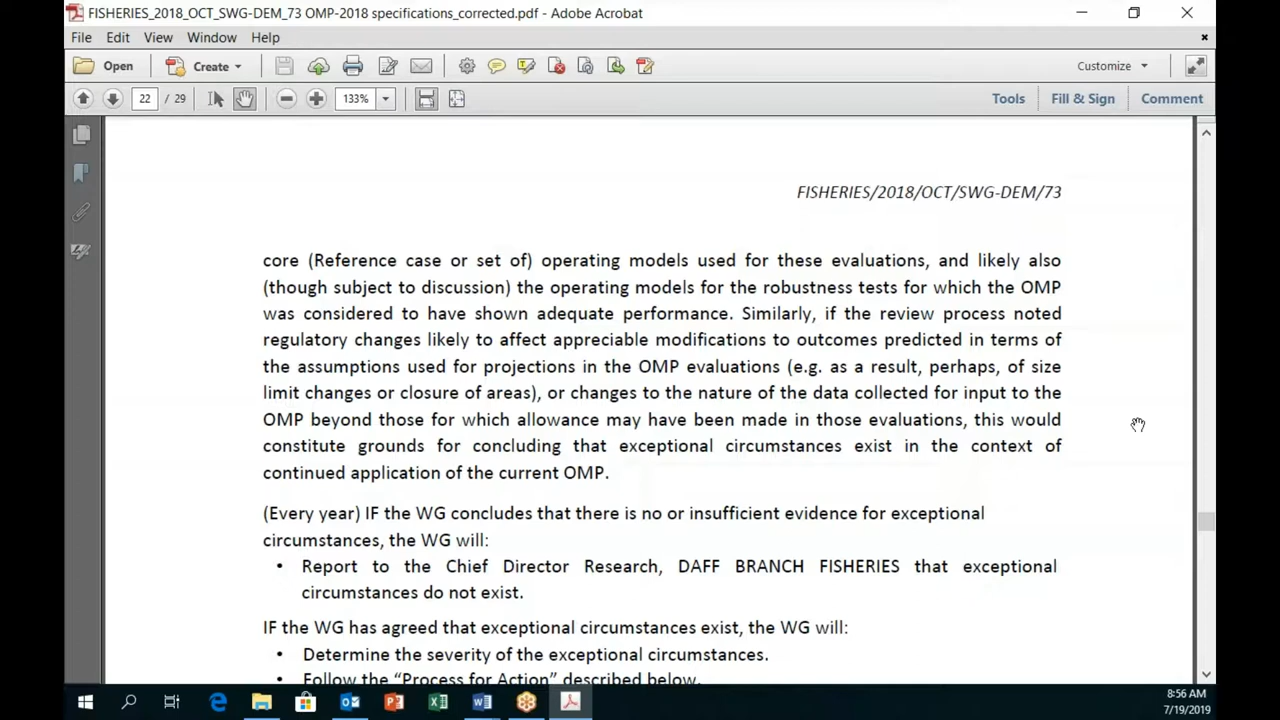 FISHERIES_2018_OCT_SWG-DEM_73 OMP-2018 specifications_corrected.pdf - Adobe Acrobat
File Edit View Window Help
Open Create Customize
22 / 29 133% Tools Fill & Sign Comment
FISHERIES/2018/OCT/SWG-DEM/73
core (Reference case or set of) operating models used for these evaluations, and likely also
(though subject to discussion) the operating models for the robustness tests for which the OMP
was considered to have shown adequate performance. Similarly, if the review process noted
regulatory changes likely to affect appreciable modifications to outcomes predicted in terms of
the assumptions used for projections in the OMP evaluations (e.g. as a result, perhaps, of size
limit changes or closure of areas), or changes to the nature of the data collected for input to the
OMP beyond those for which allowance may have been made in those evaluations, this would
constitute grounds for concluding that exceptional circumstances exist in the context of
continued application of the current OMP.
(Every year) IF the WG concludes that there is no or insufficient evidence for exceptional
circumstances, the WG will:
• Report to the Chief Director Research, DAFF BRANCH FISHERIES that exceptional
circumstances do not exist.
IF the WG has agreed that exceptional circumstances exist, the WG will:
• Determine the severity of the exceptional circumstances.
• Follow the “Process for Action” described below.
8:56 AM
7/19/2019